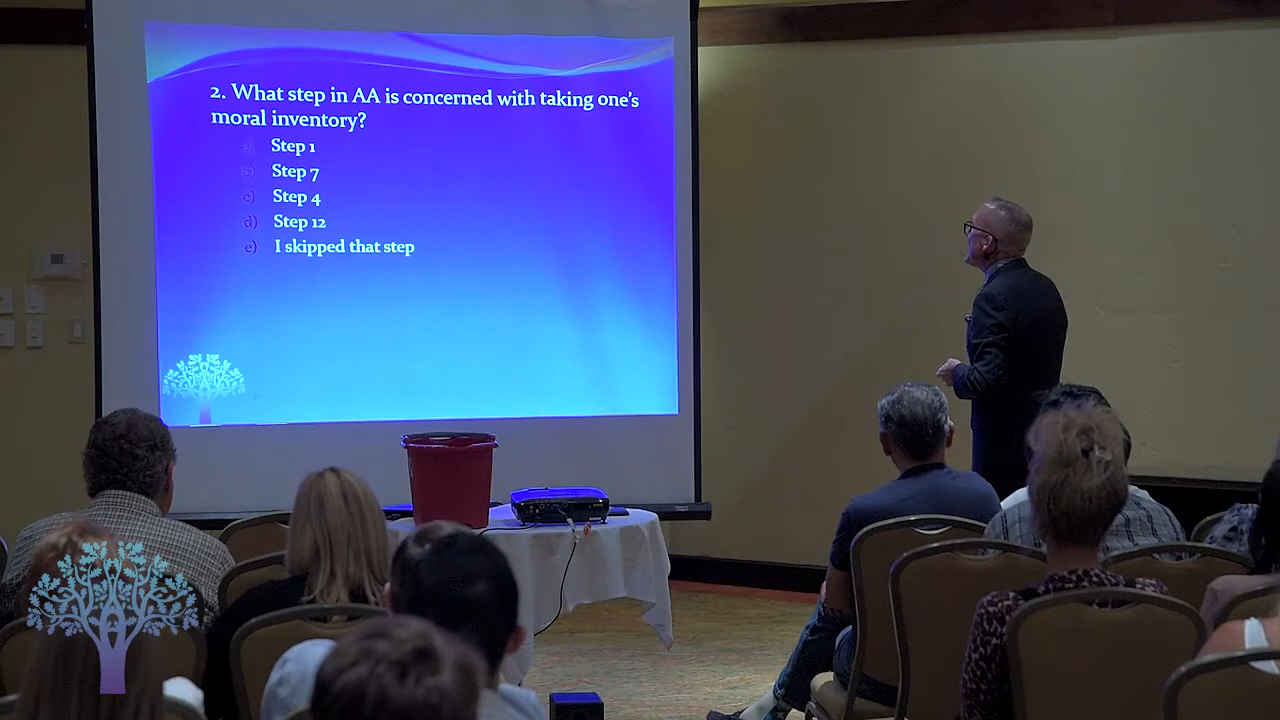 2. What step in AA is concerned with taking one's
moral inventory?
a) Step 1
b) Step 7
c) Step 4
d) Step 12
e) I skipped that step